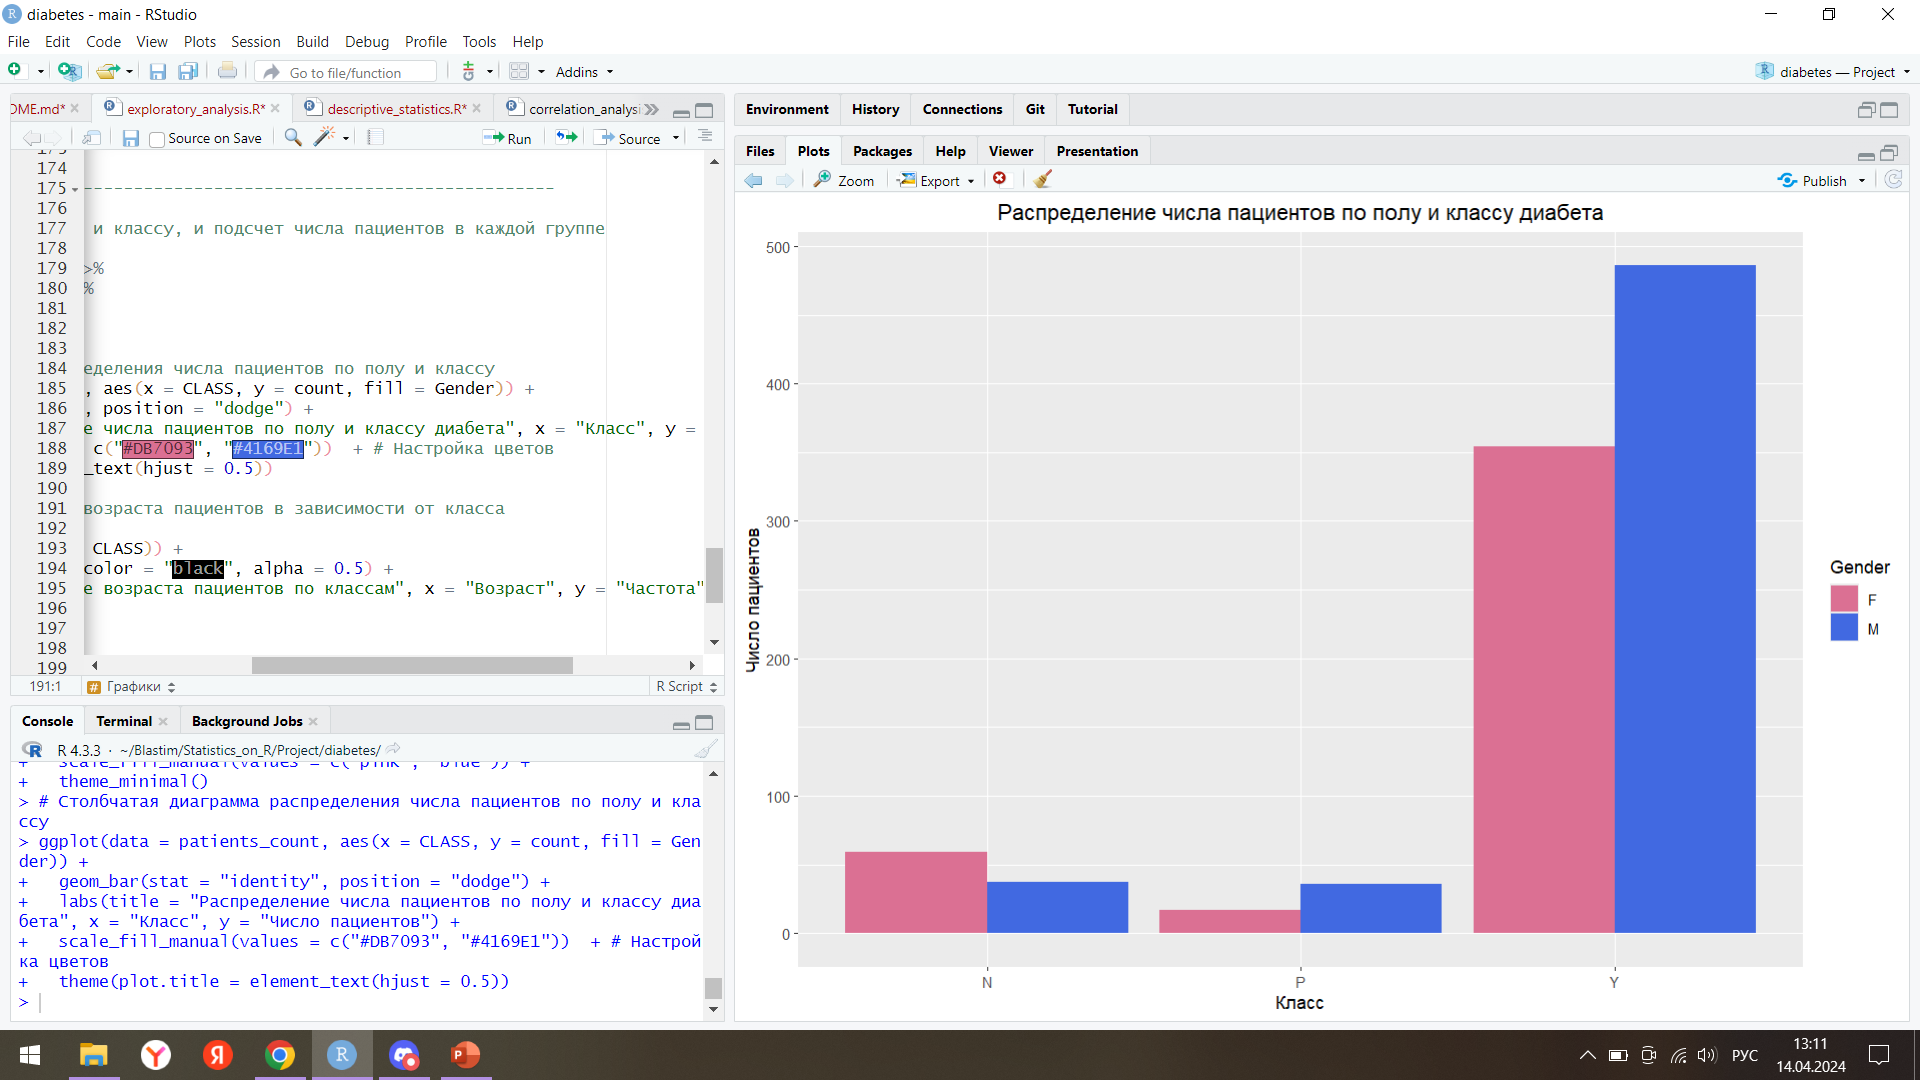 diabetes - main - RStudio
File Edit Code View Plots Session Build Debug Profile Tools Help
Go to file/function Addins diabetes — Project
OME.md* exploratory_analysis.R* descriptive_statistics.R* correlation_analysi
Source on Save Run Source
174
175 -----------------------------------------------
176
177 и классу, и подсчет числа пациентов в каждой группе
178
179 >%
180 %
181
182
183
184 еделения числа пациентов по полу и классу
185 , aes(x = CLASS, y = count, fill = Gender)) +
186 , position = "dodge") +
187 е числа пациентов по полу и классу диабета", x = "Класс", y =
188 c("#DB7093", "#4169E1")) + # Настройка цветов
189 _text(hjust = 0.5))
190
191 возраста пациентов в зависимости от класса
192
193 CLASS)) +
194 color = "black", alpha = 0.5) +
195 е возраста пациентов по классам", x = "Возраст", y = "Частота"
196
197
198
199
191:1 # Графики R Script
Console Terminal Background Jobs
R 4.3.3 · ~/Blastim/Statistics_on_R/Project/diabetes/
+ scale_fill_manual(values = c("pink", "blue")) +
+ theme_minimal()
> # Столбчатая диаграмма распределения числа пациентов по полу и кла
ссу
> ggplot(data = patients_count, aes(x = CLASS, y = count, fill = Gen
der)) +
+ geom_bar(stat = "identity", position = "dodge") +
+ labs(title = "Распределение числа пациентов по полу и классу диа
бета", x = "Класс", y = "Число пациентов") +
+ scale_fill_manual(values = c("#DB7093", "#4169E1")) + # Настрой
ка цветов
+ theme(plot.title = element_text(hjust = 0.5))
>
Environment History Connections Git Tutorial
Files Plots Packages Help Viewer Presentation
Zoom Export Publish
Распределение числа пациентов по полу и классу диабета
500
400
300
200
100
0
Число пациентов
N P Y
Класс
Gender
F
M
РУС
13:11
14.04.2024